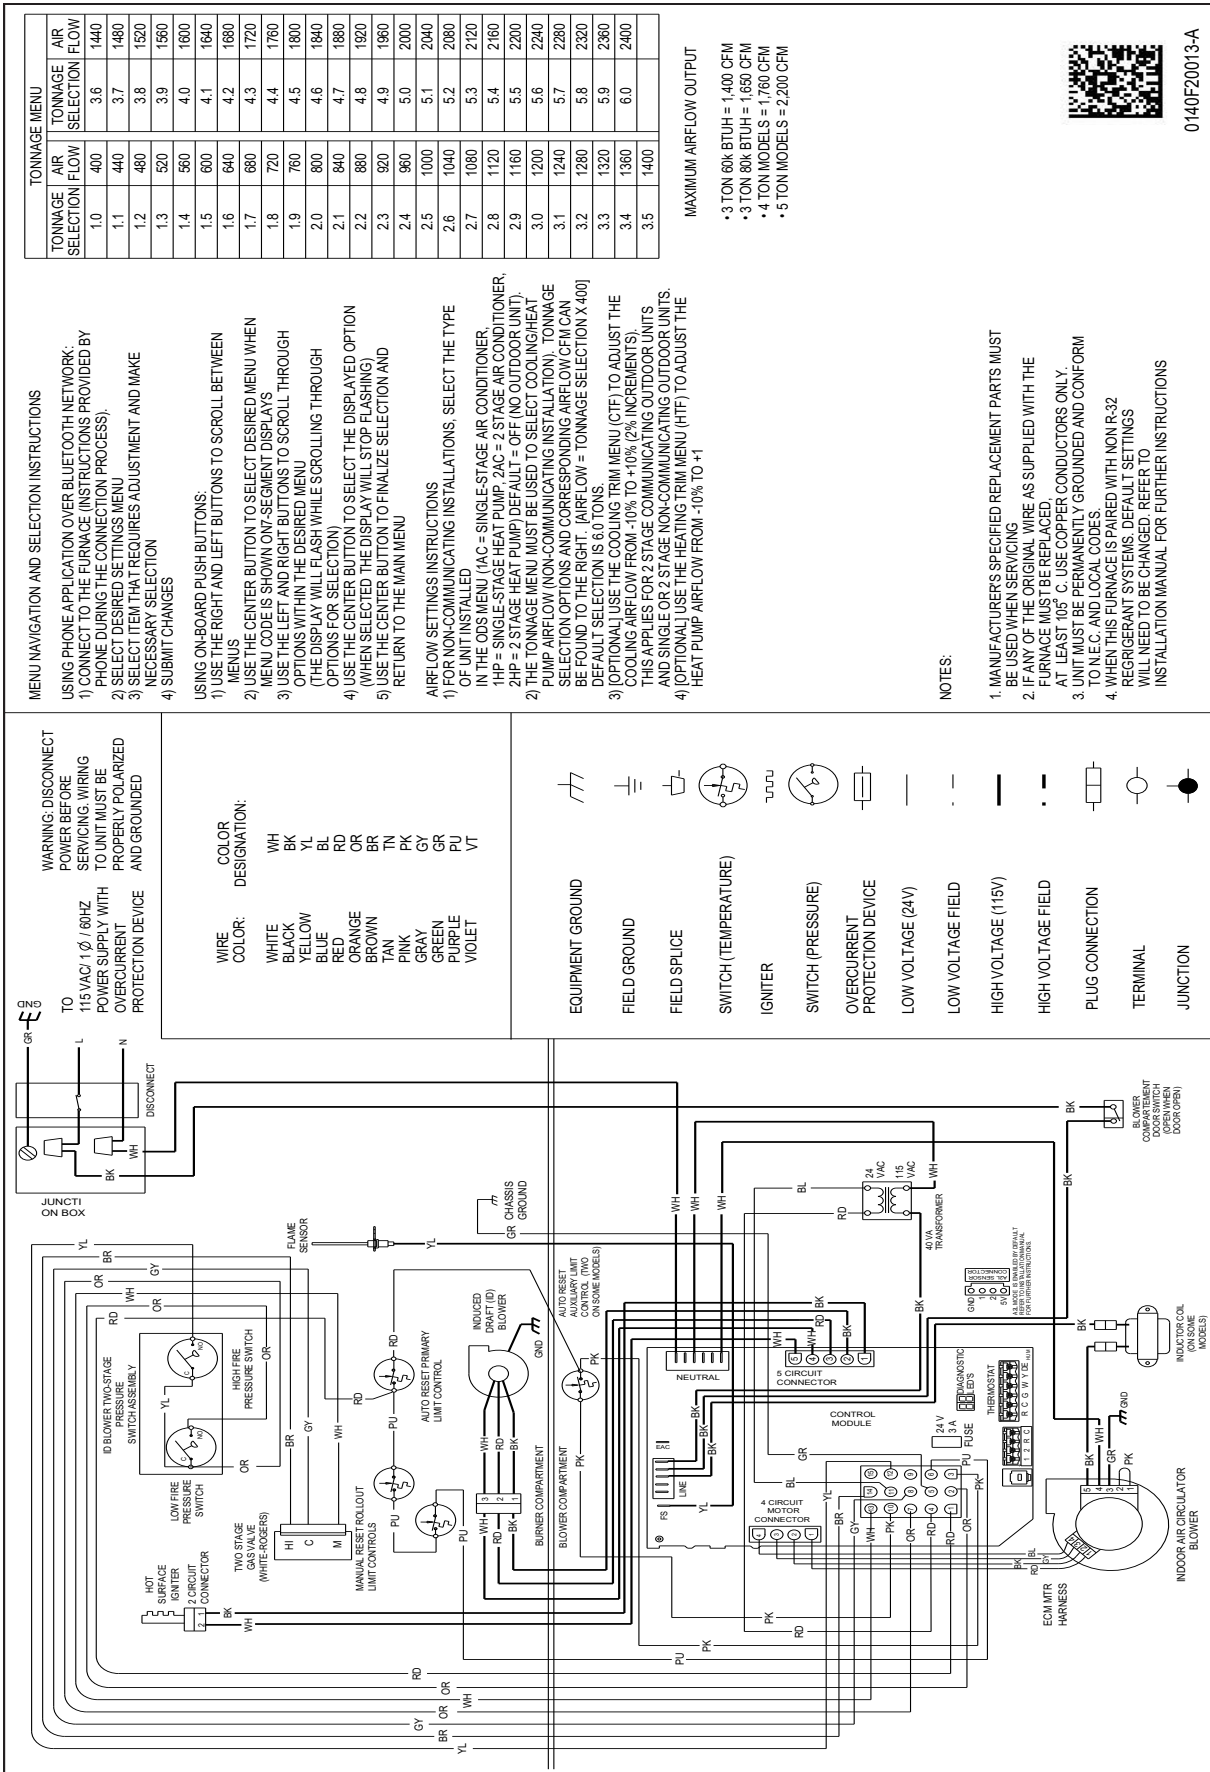 WARNING: DISCONNECT
POWER BEFORE
SERVICING. WIRING
TO UNIT MUST BE
PROPERLY POLARIZED
AND GROUNDED
TO
115 VAC/ 1 Ø / 60HZ
POWER SUPPLY WITH
OVERCURRENT
PROTECTION DEVICE
GND
GR
L
N
DISCONNECT
JUNCTI
ON BOX
BK
WH
WIRE
COLOR:
COLOR
DESIGNATION:
WHITE WH
BLACK BK
YELLOW YL
BLUE BL
RED RD
ORANGE OR
BROWN BR
TAN TN
PINK PK
GRAY GY
GREEN GR
PURPLE PU
VIOLET VT
EQUIPMENT GROUND
FIELD GROUND
FIELD SPLICE
SWITCH (TEMPERATURE)
IGNITER
SWITCH (PRESSURE)
OVERCURRENT
PROTECTION DEVICE
LOW VOLTAGE (24V)
LOW VOLTAGE FIELD
HIGH VOLTAGE (115V)
HIGH VOLTAGE FIELD
PLUG CONNECTION
TERMINAL
JUNCTION
MENU NAVIGATION AND SELECTION INSTRUCTIONS
USING PHONE APPLICATION OVER BLUETOOTH NETWORK:
1) CONNECT TO THE FURNACE (INSTRUCTIONS PROVIDED BY
PHONE DURING THE CONNECTION PROCESS).
2) SELECT DESIRED SETTINGS MENU
3) SELECT ITEM THAT REQUIRES ADJUSTMENT AND MAKE
NECESSARY SELECTION
4) SUBMIT CHANGES
USING ON-BOARD PUSH BUTTONS:
1) USE THE RIGHT AND LEFT BUTTONS TO SCROLL BETWEEN
MENUS
2) USE THE CENTER BUTTON TO SELECT DESIRED MENU WHEN
MENU CODE IS SHOWN ON7-SEGMENT DISPLAYS
3) USE THE LEFT AND RIGHT BUTTONS TO SCROLL THROUGH
OPTIONS WITHIN THE DESIRED MENU
(THE DISPLAY WILL FLASH WHILE SCROLLING THROUGH
OPTIONS FOR SELECTION)
4) USE THE CENTER BUTTON TO SELECT THE DISPLAYED OPTION
(WHEN SELECTED THE DISPLAY WILL STOP FLASHING)
5) USE THE CENTER BUTTON TO FINALIZE SELECTION AND
RETURN TO THE MAIN MENU
AIRFLOW SETTINGS INSTRUCTIONS
1) FOR NON-COMMUNICATING INSTALLATIONS, SELECT THE TYPE
OF UNIT INSTALLED
IN THE ODS MENU (1AC = SINGLE-STAGE AIR CONDITIONER,
1HP = SINGLE-STAGE HEAT PUMP, 2AC = 2 STAGE AIR CONDITIONER,
2HP = 2 STAGE HEAT PUMP) DEFAULT = OFF (NO OUTDOOR UNIT).
2) THE TONNAGE MENU MUST BE USED TO SELECT COOLING/HEAT
PUMP AIRFLOW (NON-COMMUNICATING INSTALLATION). TONNAGE
SELECTION OPTIONS AND CORRESPONDING AIRFLOW CFM CAN
BE FOUND TO THE RIGHT. [AIRFLOW = TONNAGE SELECTION X 400]
DEFAULT SELECTION IS 6.0 TONS.
3) [OPTIONAL] USE THE COOLING TRIM MENU (CTF) TO ADJUST THE
COOLING AIRFLOW FROM -10% TO +10% (2% INCREMENTS).
THIS APPLIES FOR 2 STAGE COMMUNICATING OUTDOOR UNITS
AND SINGLE OR 2 STAGE NON-COMMUNICATING OUTDOOR UNITS.
4) [OPTIONAL] USE THE HEATING TRIM MENU (HTF) TO ADJUST THE
HEAT PUMP AIRFLOW FROM -10% TO +1
NOTES:
1. MANUFACTURER'S SPECIFIED REPLACEMENT PARTS MUST
BE USED WHEN SERVICING
2. IF ANY OF THE ORIGINAL WIRE AS SUPPLIED WITH THE
FURNACE MUST BE REPLACED,
AT LEAST 105° C. USE COPPER CONDUCTORS ONLY.
3. UNIT MUST BE PERMANENTLY GROUNDED AND CONFORM
TO N.E.C. AND LOCAL CODES.
4. WHEN THIS FURNACE IS PAIRED WITH NON R-32
REGRIGERANT SYSTEMS. DEFAULT SETTINGS
WILL NEED TO BE CHANGED. REFER TO
INSTALLATION MANUAL FOR FURTHER INSTRUCTIONS
TONNAGE MENU
TONNAGE SELECTION AIR FLOW TONNAGE SELECTION AIR FLOW
1.0 400 3.6 1440
1.1 440 3.7 1480
1.2 480 3.8 1520
1.3 520 3.9 1560
1.4 560 4.0 1600
1.5 600 4.1 1640
1.6 640 4.2 1680
1.7 680 4.3 1720
1.8 720 4.4 1760
1.9 760 4.5 1800
2.0 800 4.6 1840
2.1 840 4.7 1880
2.2 880 4.8 1920
2.3 920 4.9 1960
2.4 960 5.0 2000
2.5 1000 5.1 2040
2.6 1040 5.2 2080
2.7 1080 5.3 2120
2.8 1120 5.4 2160
2.9 1160 5.5 2200
3.0 1200 5.6 2240
3.1 1240 5.7 2280
3.2 1280 5.8 2320
3.3 1320 5.9 2360
3.4 1360 6.0 2400
3.5 1400
MAXIMUM AIRFLOW OUTPUT
• 3 TON 60k BTUH = 1,400 CFM
• 3 TON 80k BTUH = 1,650 CFM
• 4 TON MODELS = 1,760 CFM
• 5 TON MODELS = 2,200 CFM
0140F20013-A
ID BLOWER TWO-STAGE
PRESSURE
SWITCH ASSEMBLY
HIGH FIRE
PRESSURE SWITCH
LOW FIRE
PRESSURE
SWITCH
TWO STAGE
GAS VALVE
(WHITE-ROGERS)
HI
C
M
HOT
SURFACE
IGNITER
2 CIRCUIT
CONNECTOR
FLAME
SENSOR
CHASSIS
GROUND
AUTO RESET PRIMARY
LIMIT CONTROL
MANUAL RESET ROLLOUT
LIMIT CONTROLS
INDUCED
DRAFT (ID)
BLOWER
GND
AUTO RESET
AUXILIARY LIMIT
CONTROL (TWO
ON SOME MODELS)
BURNER COMPARTMENT
BLOWER COMPARTMENT
NEUTRAL
5 CIRCUIT
CONNECTOR
EAC
LINE
FS
4 CIRCUIT
MOTOR
CONNECTOR
CONTROL
MODULE
24 V
3 A
FUSE
DIAGNOSTIC
LED'S
THERMOSTAT
R C G W Y DE HUM
1 2 R C
24
VAC
115
VAC
40 VA
TRANSFORMER
A2L SENSOR
CONNECTOR
GND
1
2
5V
A2L MODE IS ENABLED BY DEFAULT
REFER TO INSTALLATION MANUAL
FOR FURTHER INSTRUCTIONS.
BLOWER
COMPARTEMENT
DOOR SWITCH
(OPEN WHEN
DOOR OPEN)
INDUCTOR COIL
(ON SOME
MODELS)
GND
INDOOR AIR CIRCULATOR
BLOWER
ECM MTR
HARNESS